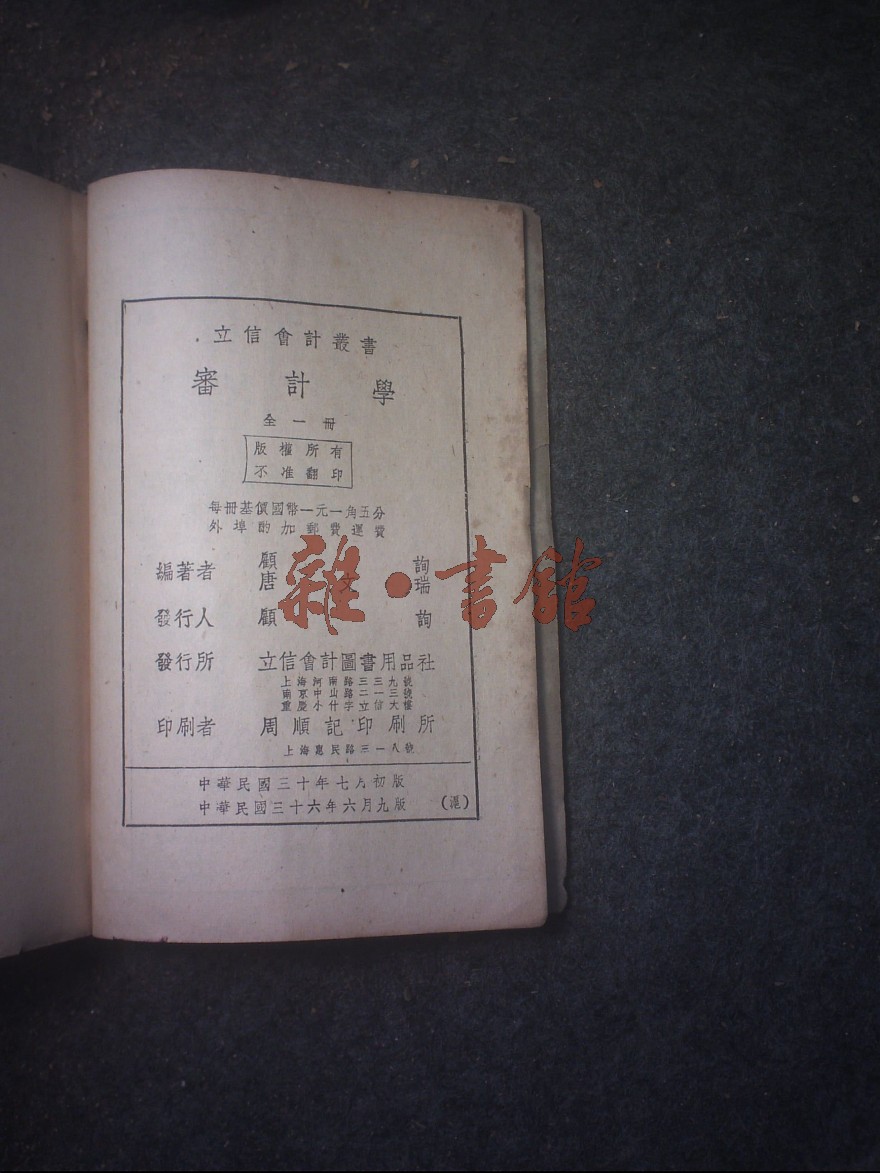 立信會計叢書
審計學
全一冊
版權所有
不准翻印
每冊基價國幣一元一角五分
外埠酌加郵費運費
編著者 顧詢
唐文瑞
發行人 顧詢
發行所 立信會計圖書用品社
上海河南路三三九號
南京中山路二一三號
重慶小什字立信大樓
印刷者 周順記印刷所
上海惠民路三一八號
中華民國三十年七月初版
中華民國三十六年六月九版 (滬)
雜·書館